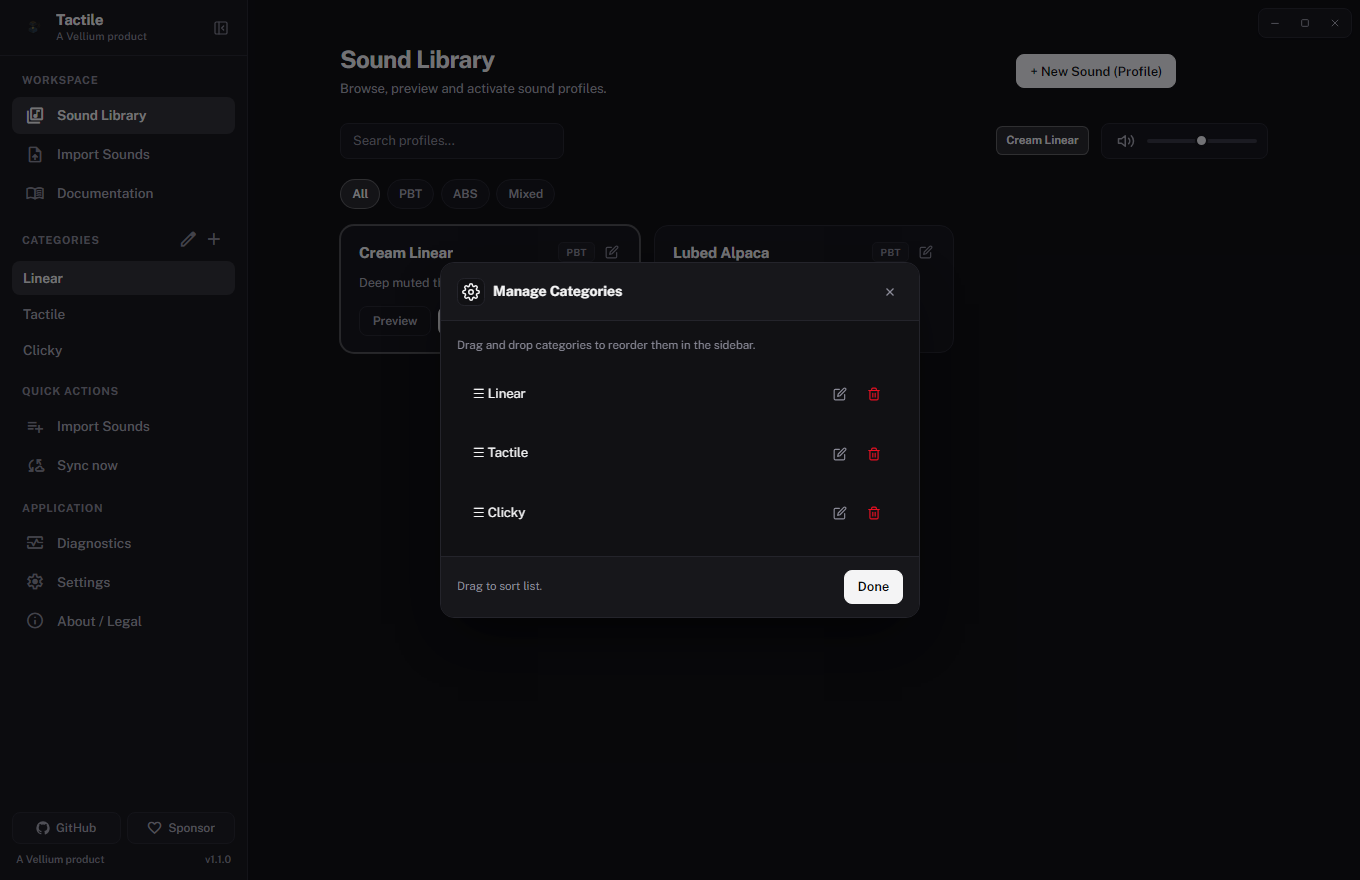 Tactile
A Vellium product
WORKSPACE
Sound Library
Import Sounds
Documentation
CATEGORIES
Linear
Tactile
Clicky
QUICK ACTIONS
Import Sounds
Sync now
APPLICATION
Diagnostics
Settings
About / Legal
GitHub
Sponsor
A Vellium product
v1.1.0
Sound Library
Browse, preview and activate sound profiles.
+ New Sound (Profile)
Search profiles...
Cream Linear
All
PBT
ABS
Mixed
Cream Linear
PBT
Deep muted
Preview
Lubed Alpaca
PBT
Manage Categories
Drag and drop categories to reorder them in the sidebar.
Linear
Tactile
Clicky
Drag to sort list.
Done